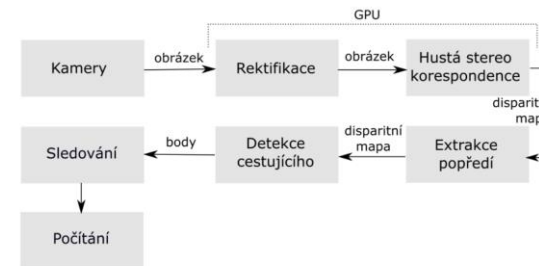 GPU
Kamery
obrázek
Rektifikace
obrázek
Hustá stereo
korespondence
Sledování
body
Detekce
cestujícího
disparitní
mapa
Extrakce
popředí
Počítání